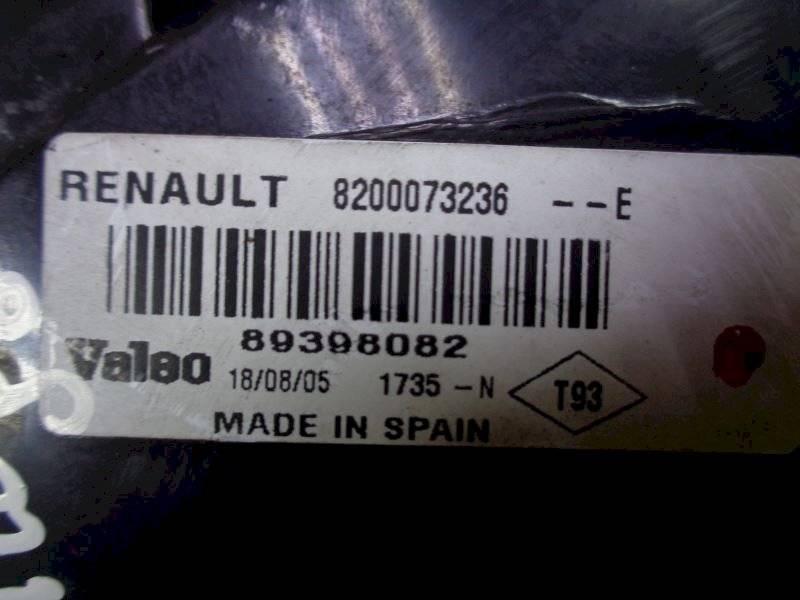 RENAULT 8200073236 --E
89398082
Valeo 18/08/05 1735-N T93
MADE IN SPAIN